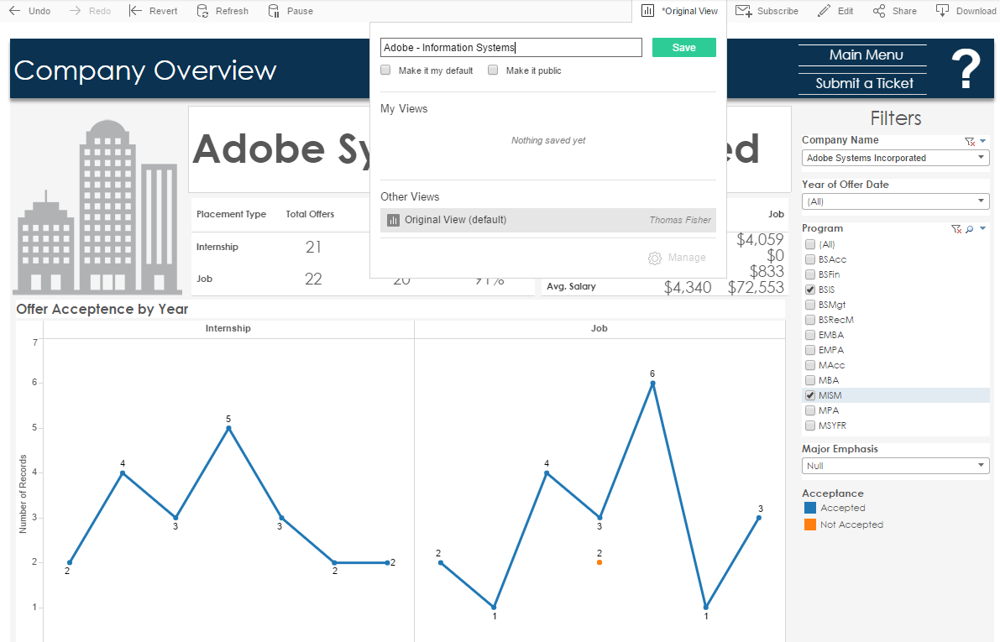 Undo Redo Revert Refresh Pause *Original View Subscribe Edit Share Download
Adobe - Information Systems Save
Make it my default Make it public
My Views
Nothing saved yet
Other Views
Original View (default) Thomas Fisher
Manage
Company Overview
Main Menu
Submit a Ticket
?
Adobe Sy ed
Placement Type Total Offers
Internship 21
Job 22 20 91%
Job
$4,059
$0
$833
Avg. Salary $4,340 $72,553
Filters
Company Name
Adobe Systems Incorporated
Year of Offer Date
(All)
Program
(All)
BSAcc
BSFin
BSIS
BSMgt
BSRecM
EMBA
EMPA
MAcc
MBA
MISM
MPA
MSYFR
Major Emphasis
Null
Acceptance
Accepted
Not Accepted
Offer Acceptence by Year
Internship Job
Number of Records
7
6
5
4
3
2
1
2 4 3 5 3 2 2
2 1 4 3 2 6 1 3